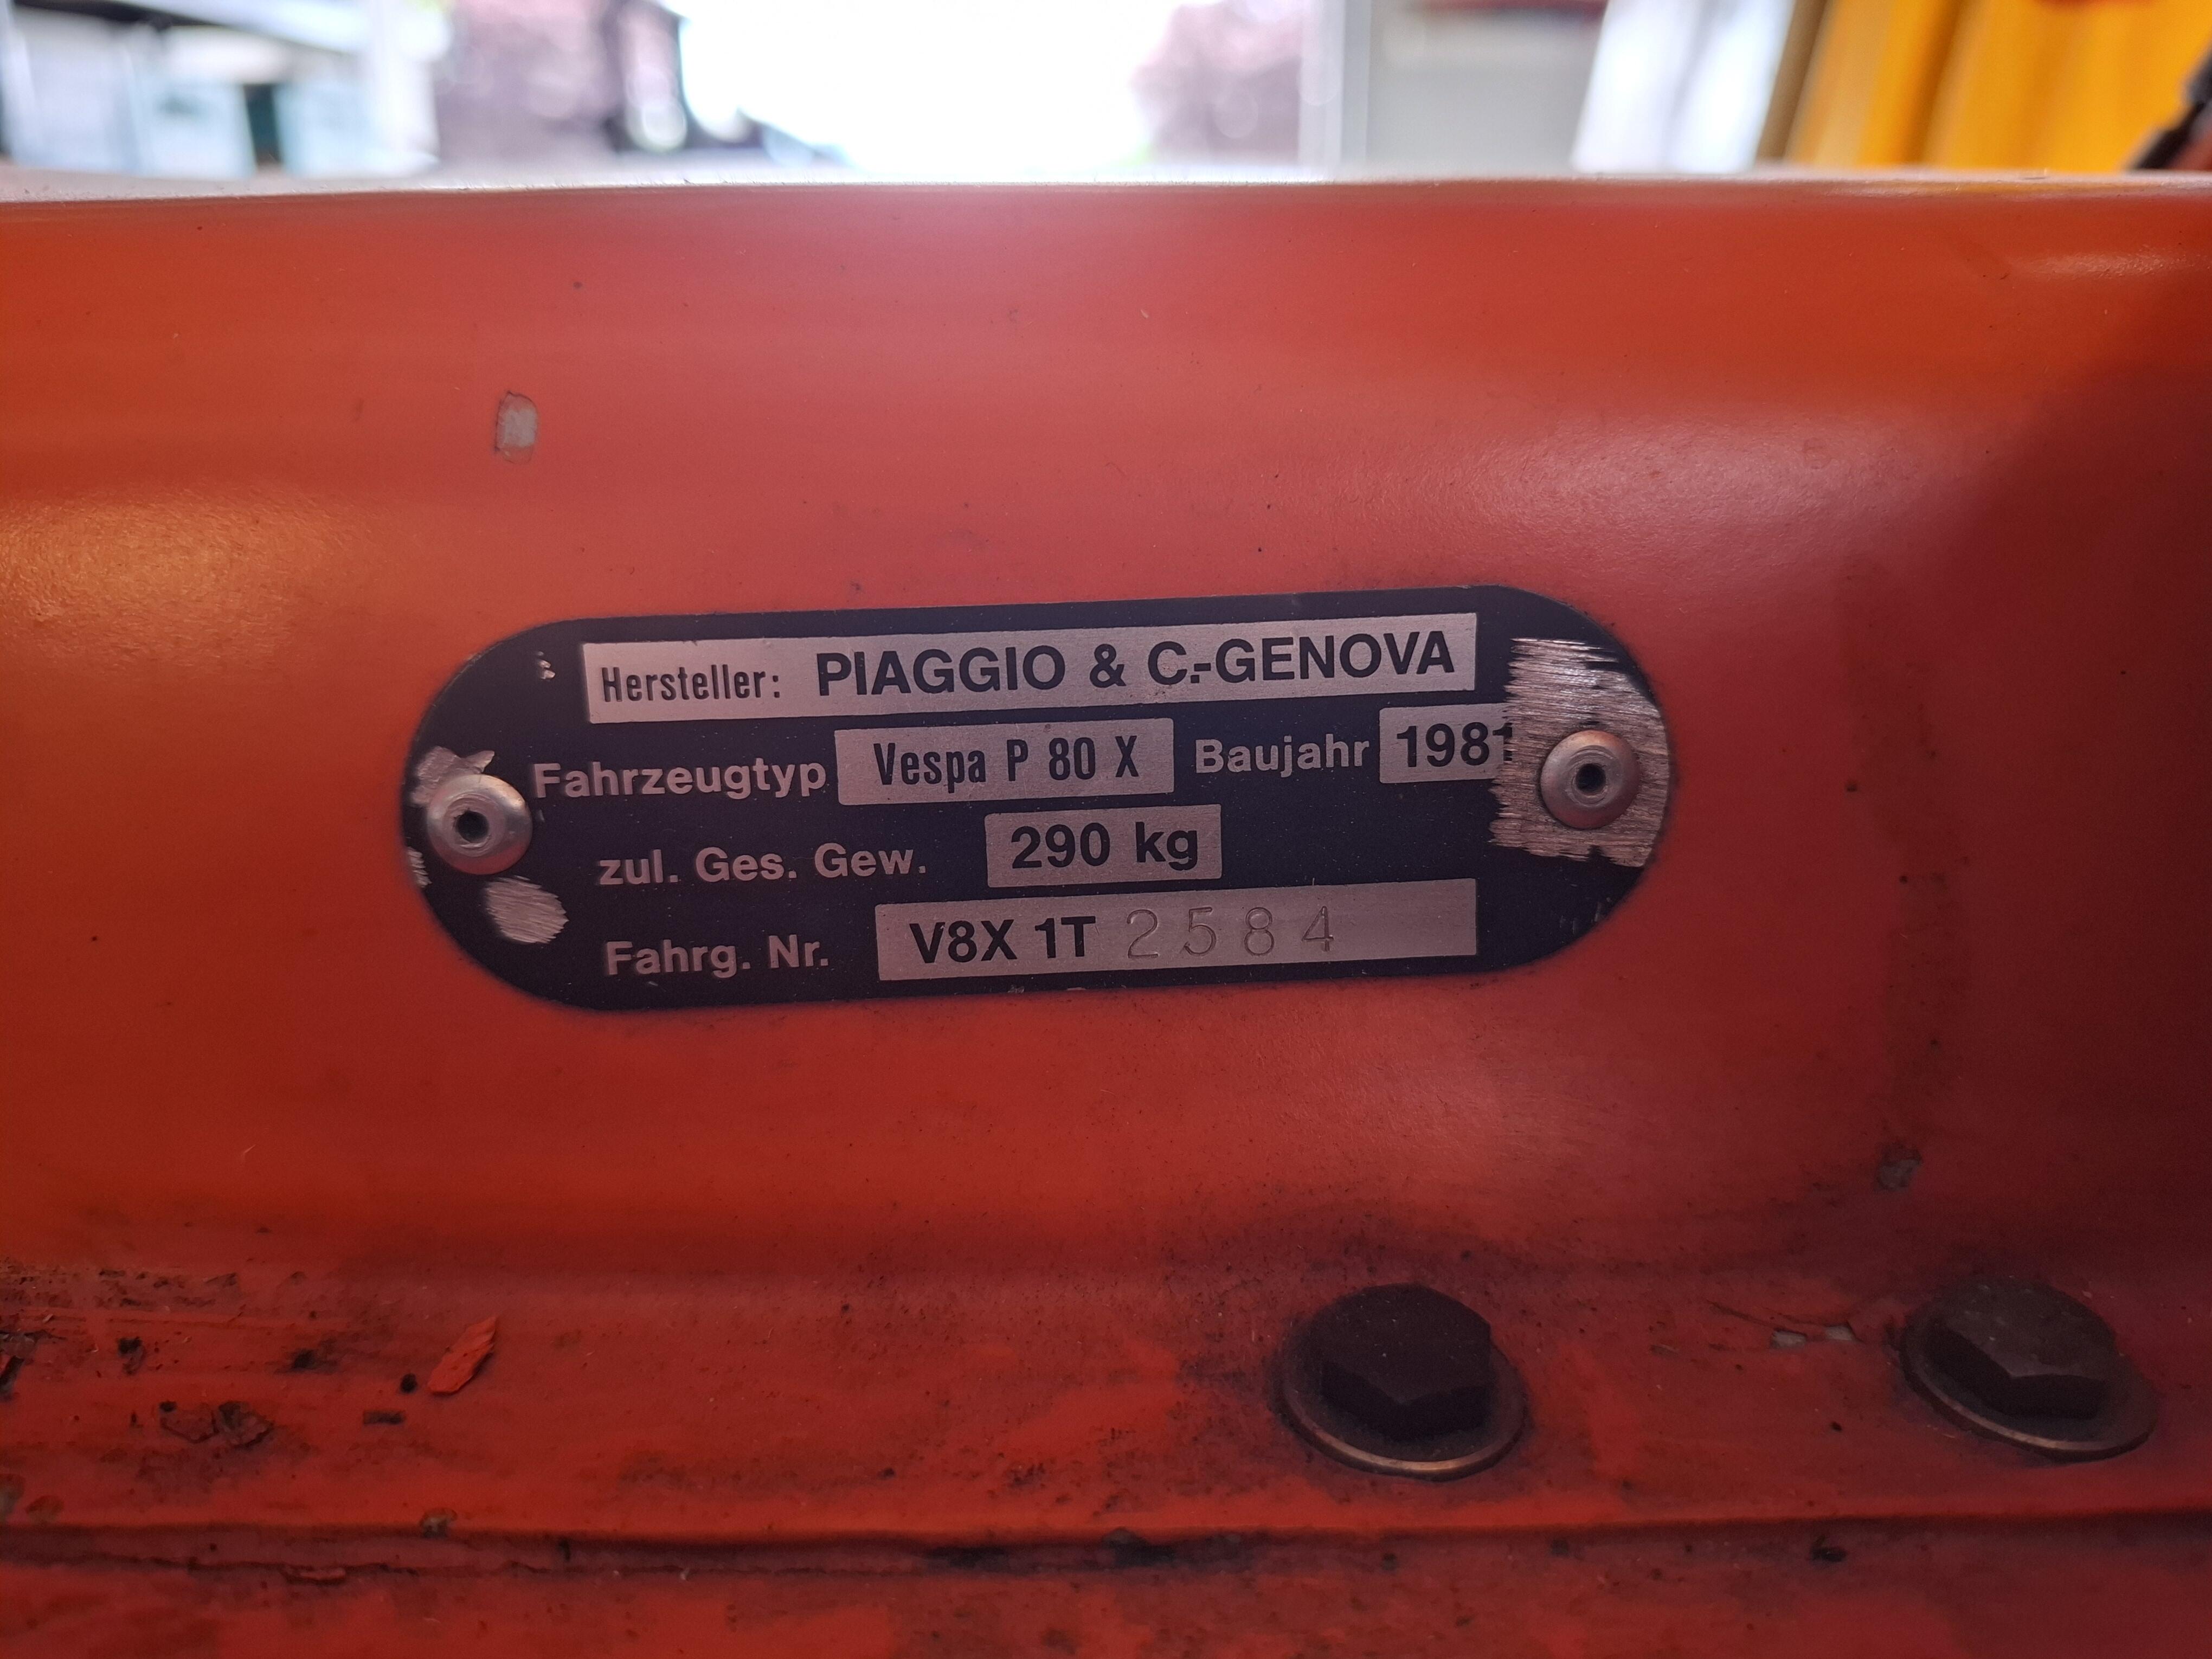 Hersteller: PIAGGIO & C.-GENOVA
Fahrzeugtyp Vespa P 80 X Baujahr 1981
zul. Ges. Gew. 290 kg
Fahrg. Nr. V8X 1T 2584